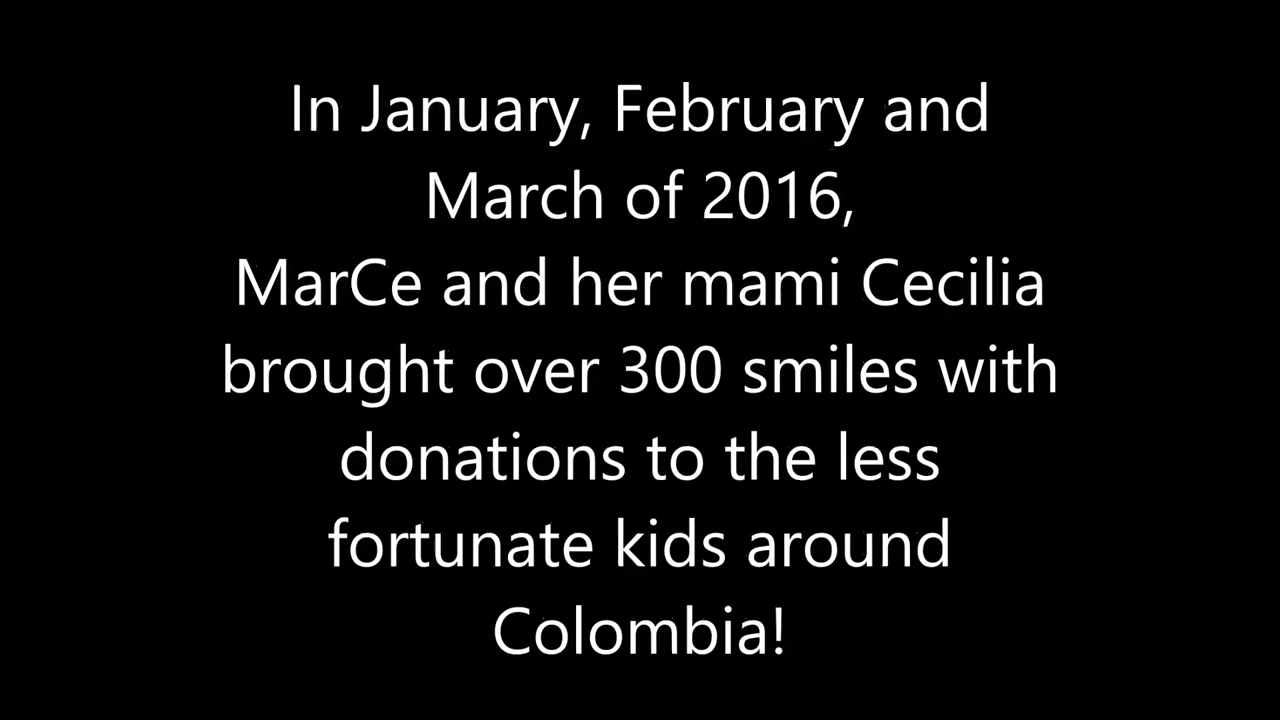 In January, February and
March of 2016,
MarCe and her mami Cecilia
brought over 300 smiles with
donations to the less
fortunate kids around
Colombia!